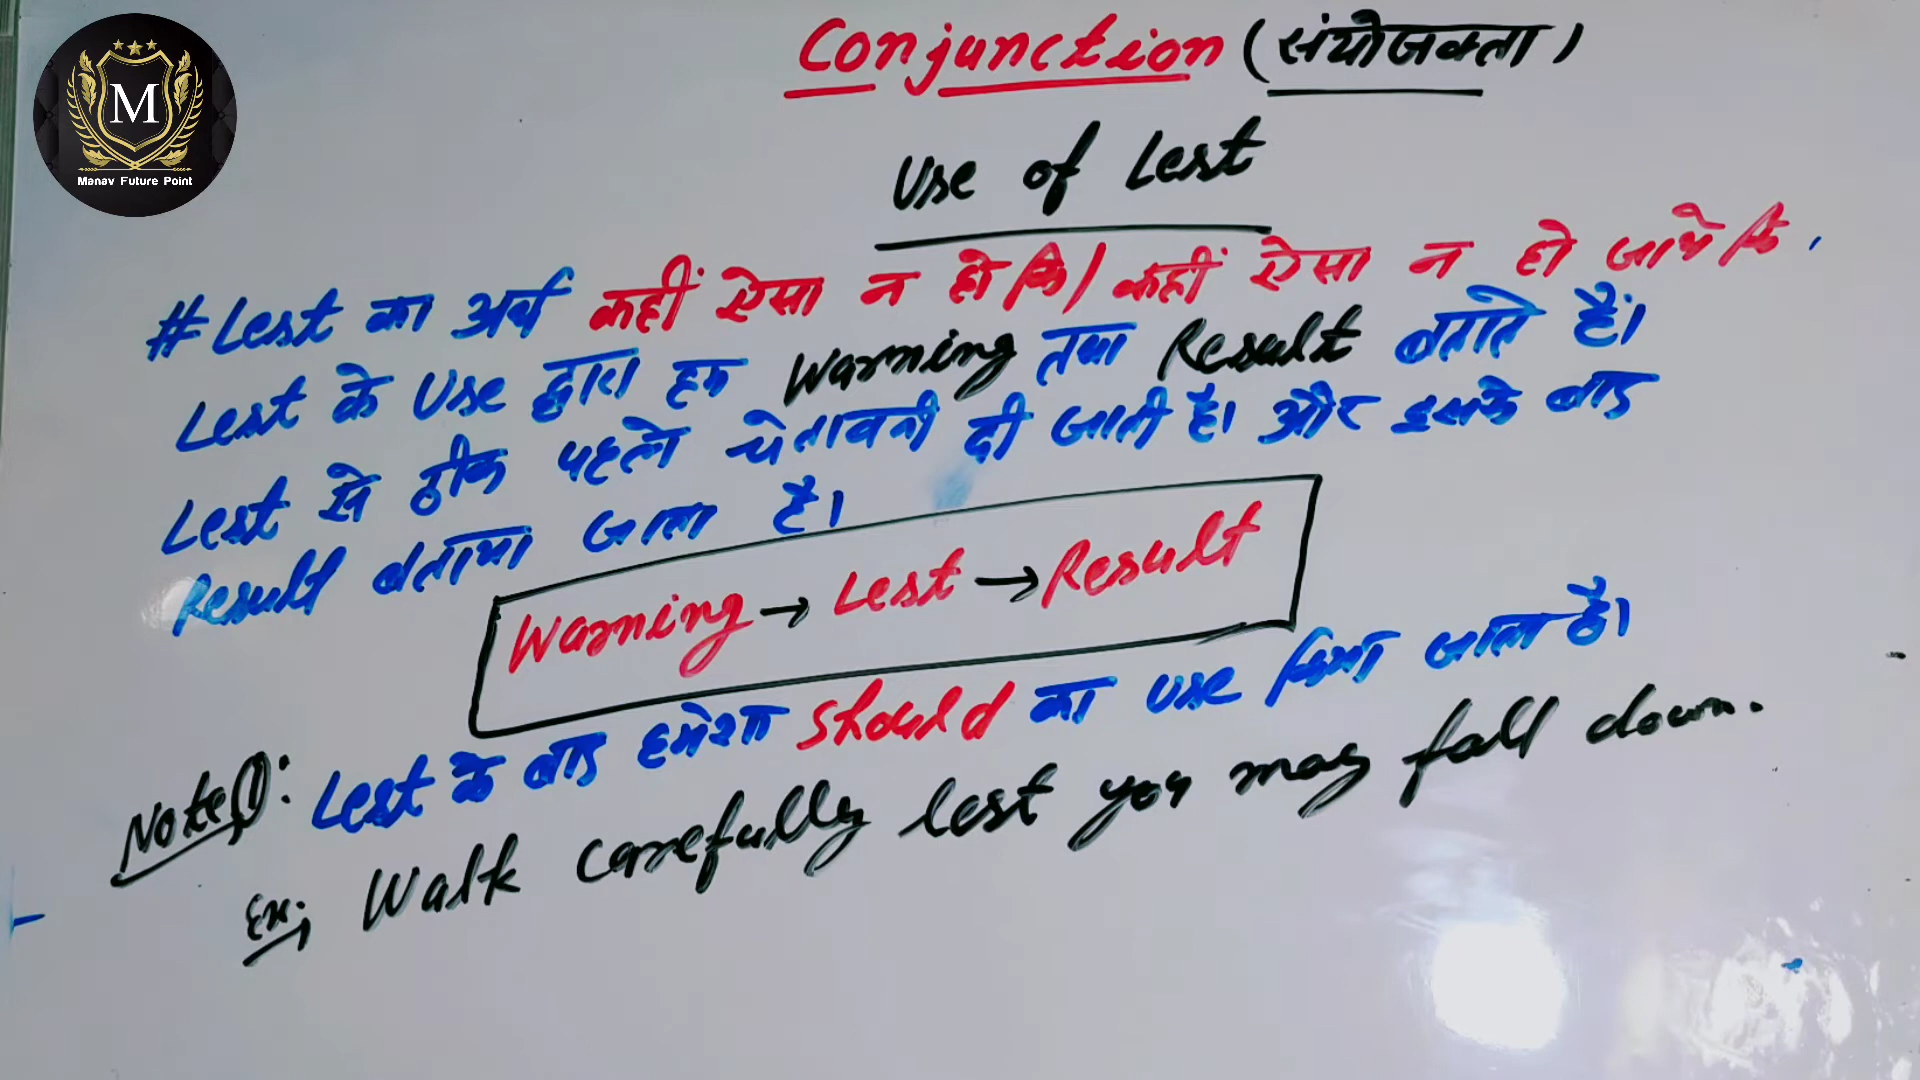 M
Manav Future Point
Conjunction (संयोजकता)
Use of Lest
# Lest का अर्थ कहीं ऐसा न हो कि / कहीं ऐसा न हो जाये कि,
Lest के Use द्वारा हम Warning तथा Result बताते हैं।
Lest से ठीक पहले चेतावनी दी जाती है। और इसके बाद
Result बताया जाता है।
Warning → Lest → Result
Note①: Lest के बाद हमेशा Should का use किया जाता है।
Ex; Walk carefully lest you may fall down.